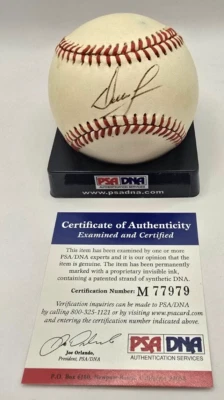 PSA DNA
www.psadna.com
Certificate of Authenticity
Examined and Certified
This item has been examined by one or more
PSA/DNA experts and it is our opinion that the
item is genuine. The item has been permanently
marked with a proprietary invisible ink,
containing a patented strand of synthetic DNA.
Certification Number: M 77979
Verification inquiries can be made to PSA/DNA
by calling 800-325-1121 or by visiting www.psacard.com
and entering the certification number above.
Joe Orlando,
President, PSA/DNA
PSA DNA
AUTHENTICATION SERVICES
P.O. Box